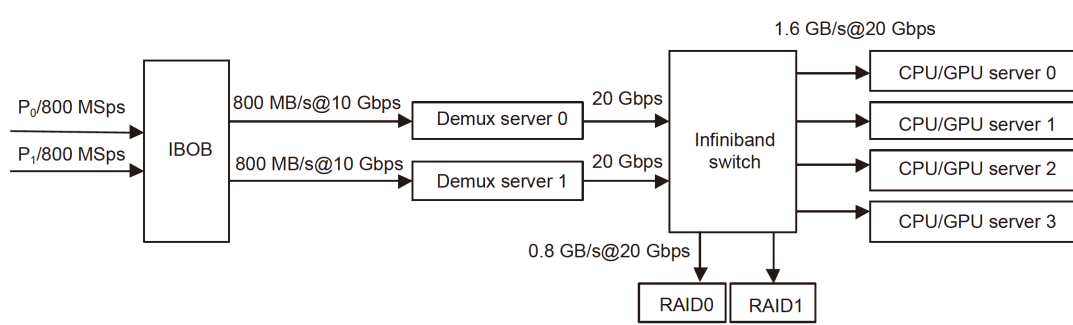 1.6 GB/s@20 Gbps
P0/800 MSps
P1/800 MSps
IBOB
800 MB/s@10 Gbps
800 MB/s@10 Gbps
Demux server 0
Demux server 1
20 Gbps
20 Gbps
Infiniband
switch
CPU/GPU server 0
CPU/GPU server 1
CPU/GPU server 2
CPU/GPU server 3
0.8 GB/s@20 Gbps
RAID0
RAID1